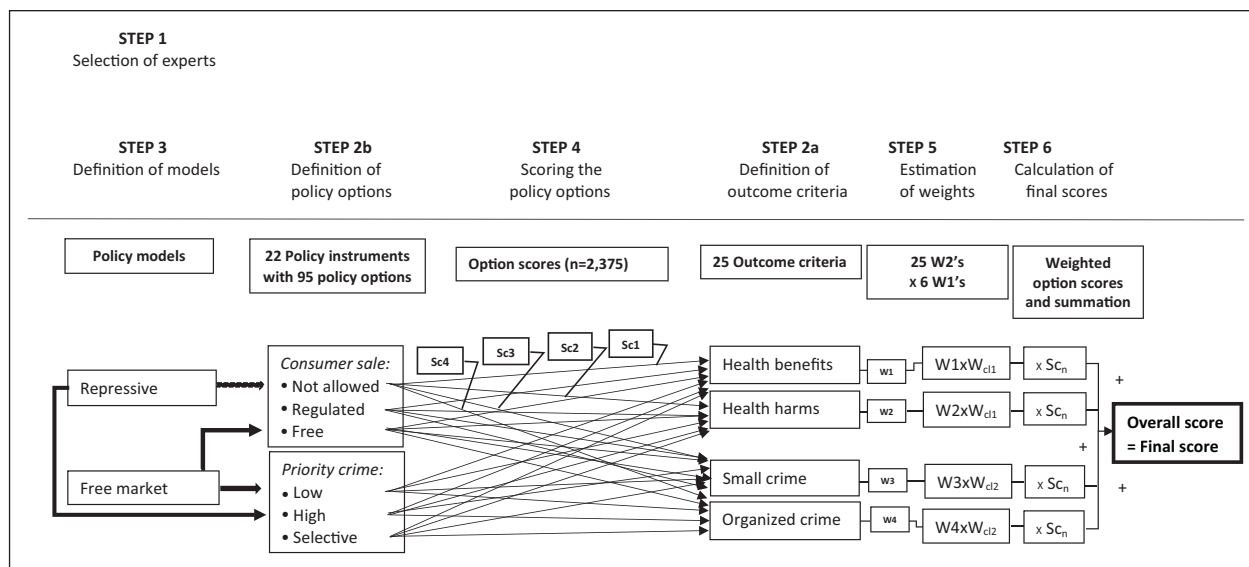 STEP 1
Selection of experts
STEP 3
Definition of models
STEP 2b
Definition of
policy options
STEP 4
Scoring the
policy options
STEP 2a
Definition of
outcome criteria
STEP 5
Estimation
of weights
STEP 6
Calculation of
final scores
Policy models
22 Policy instruments
with 95 policy options
Option scores (n=2,375)
25 Outcome criteria
25 W2's
x 6 W1's
Weighted
option scores
and summation
Repressive
Free market
Consumer sale:
• Not allowed
• Regulated
• Free
Priority crime:
• Low
• High
• Selective
Sc4
Sc3
Sc2
Sc1
Health benefits
W1
W1xWcl1
x Scn
+
Health harms
W2
W2xWcl1
x Scn
+
Small crime
W3
W3xWcl2
x Scn
+
Organized crime
W4
W4xWcl2
x Scn
Overall score
= Final score